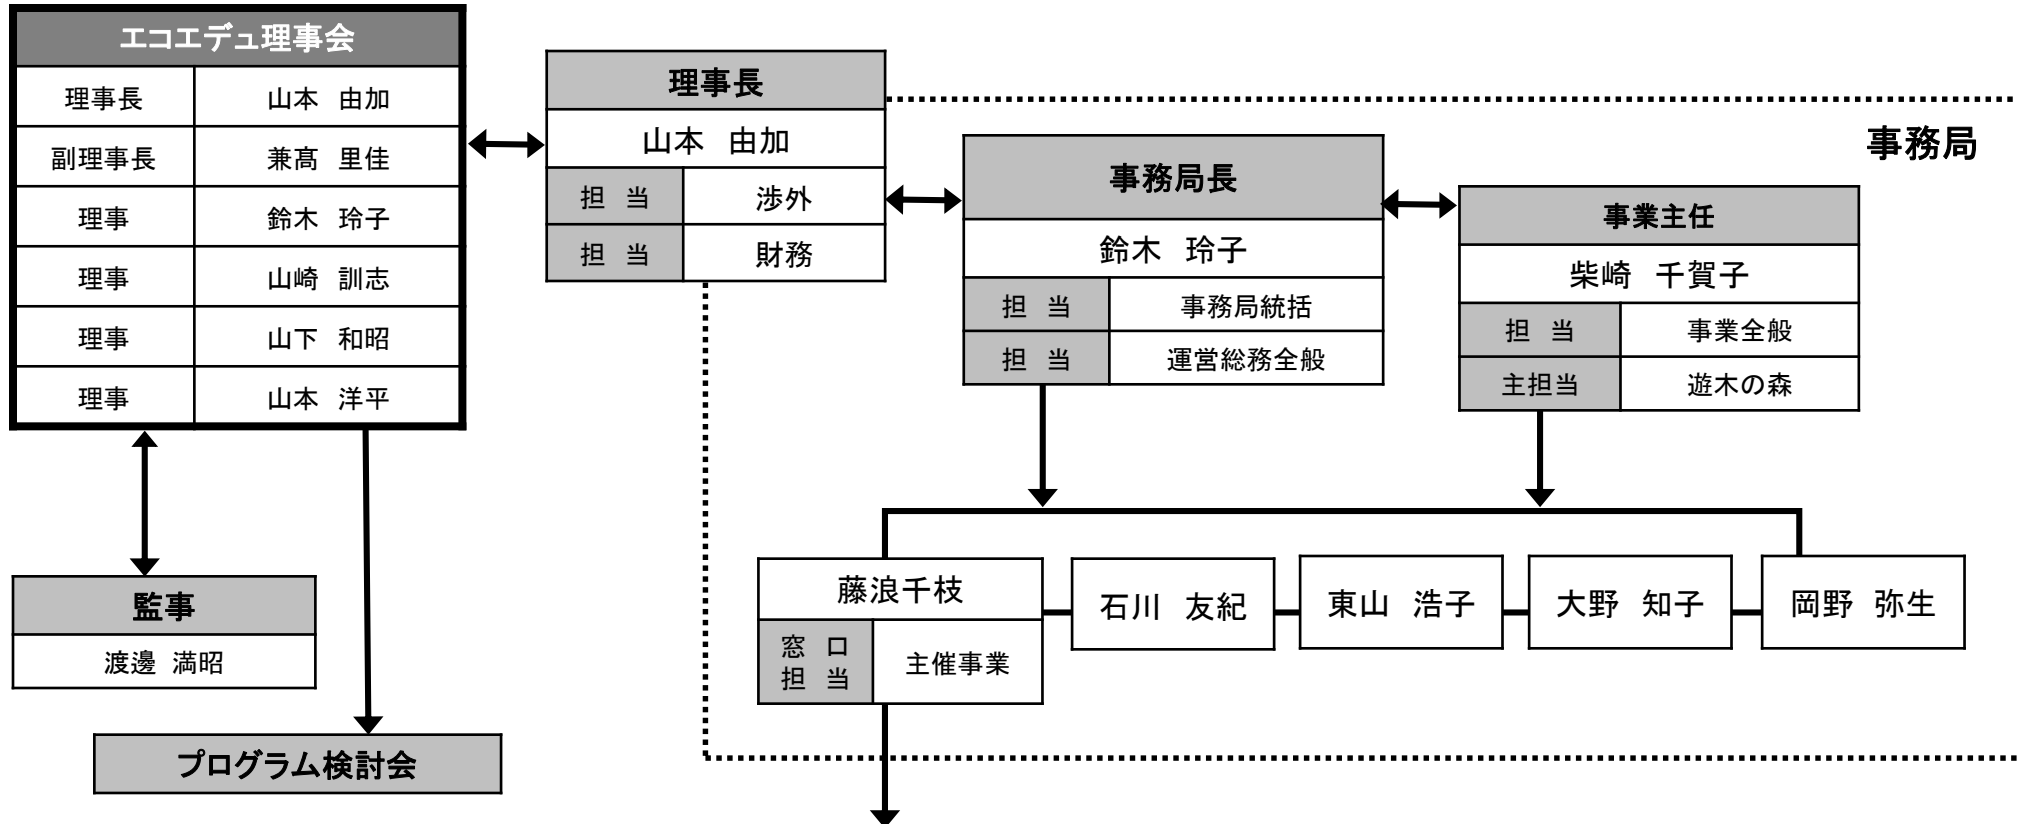 エコエデュ理事会
理事長 山本 由加
副理事長 兼髙 里佳
理事 鈴木 玲子
理事 山崎 訓志
理事 山下 和昭
理事 山本 洋平
監事
渡邊 満昭
プログラム検討会
理事長
山本 由加
担 当 渉外
担 当 財務
事務局
事務局長
鈴木 玲子
担 当 事務局統括
担 当 運営総務全般
事業主任
柴崎 千賀子
担 当 事業全般
主担当 遊木の森
藤浪千枝
窓 口
担 当
主催事業
石川 友紀
東山 浩子
大野 知子
岡野 弥生